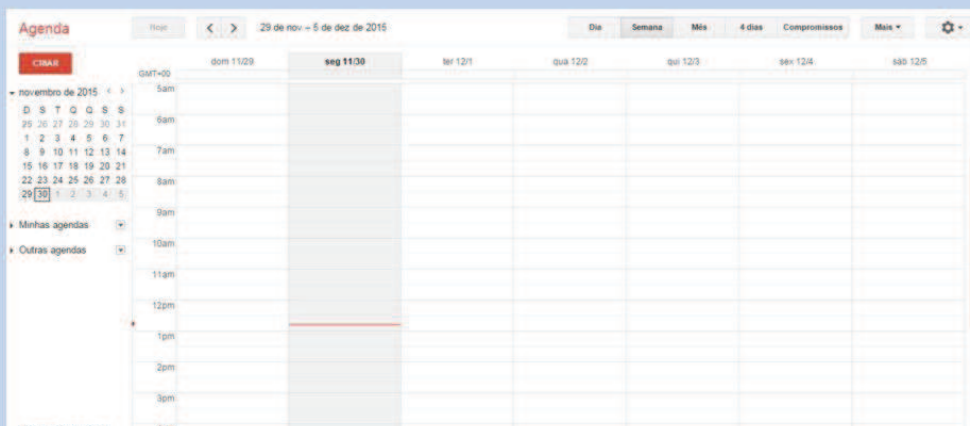 Agenda
Hoje
29 de nov – 5 de dez de 2015
Dia Semana Mês 4 dias Compromissos Mais
CRIAR
dom 11/29 seg 11/30 ter 12/1 qua 12/2 qui 12/3 sex 12/4 sáb 12/5
GMT+00
novembro de 2015
D S T Q Q S S
25 26 27 28 29 30 31
1 2 3 4 5 6 7
8 9 10 11 12 13 14
15 16 17 18 19 20 21
22 23 24 25 26 27 28
29 30 1 2 3 4 5
Minhas agendas
Outras agendas
5am
6am
7am
8am
9am
10am
11am
12pm
1pm
2pm
3pm